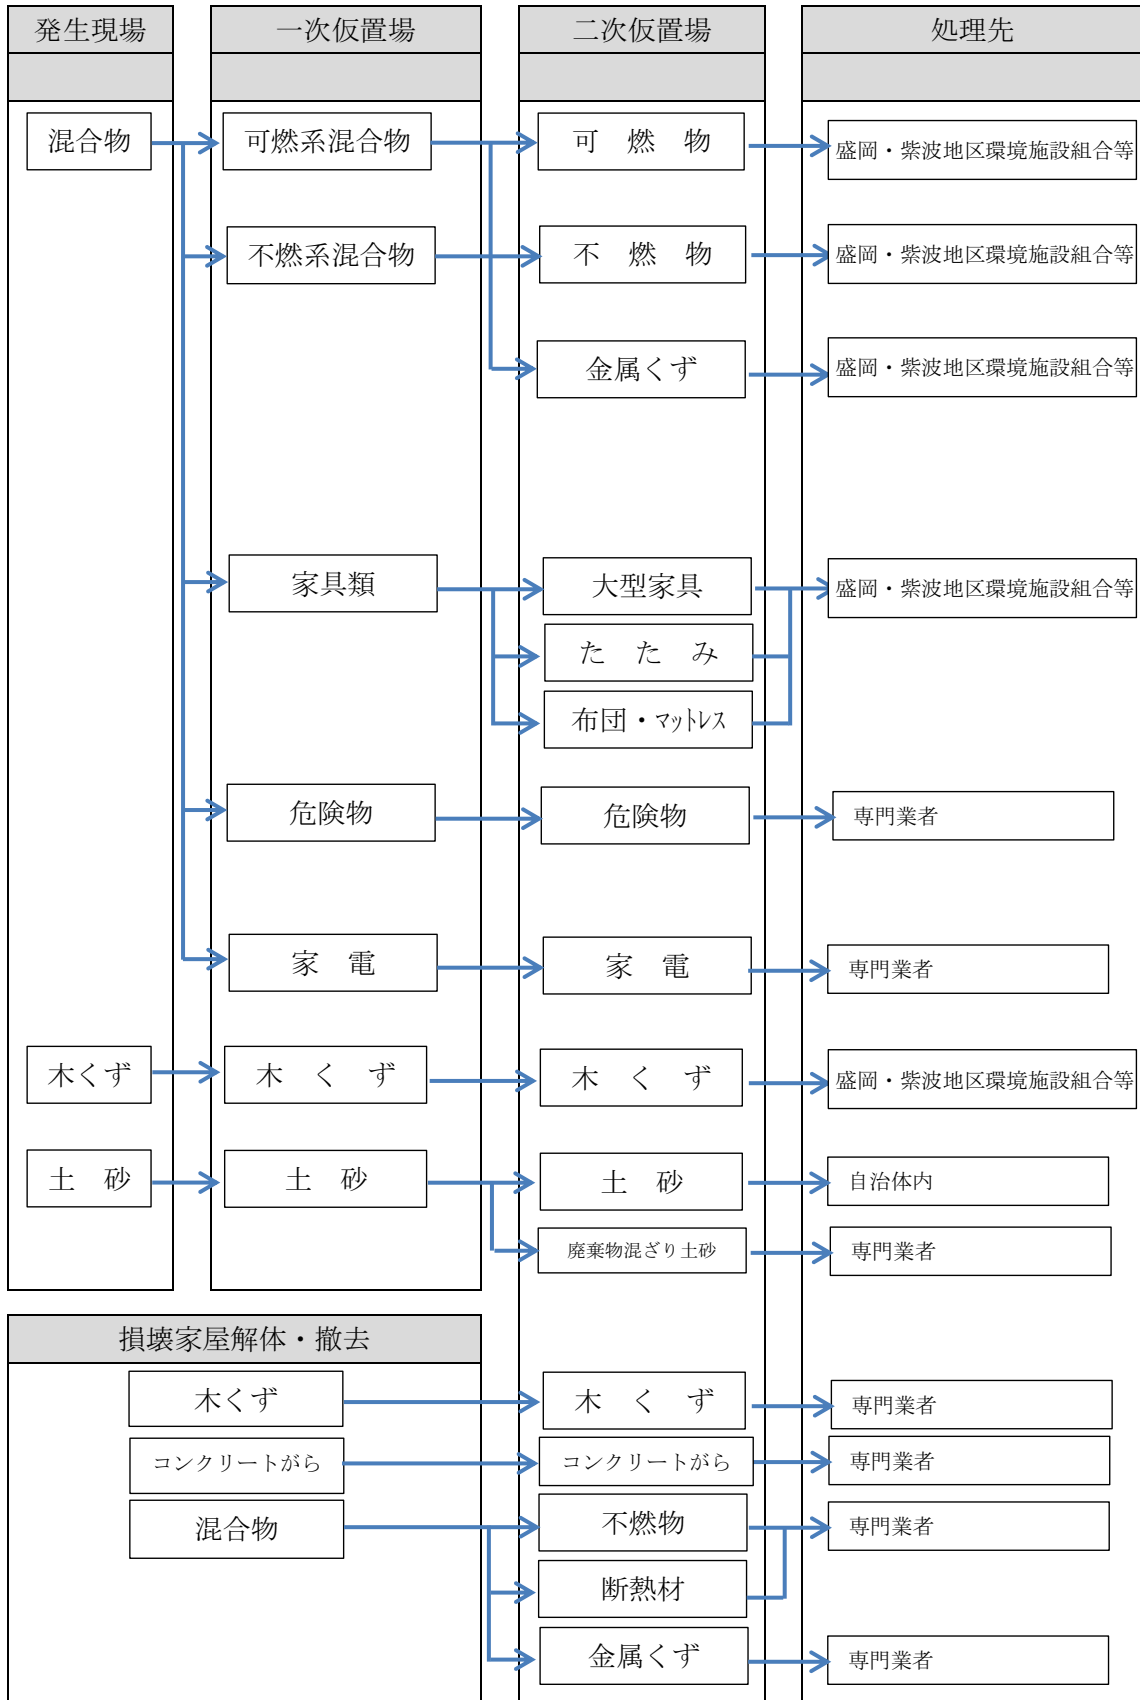 発生現場
一次仮置場
二次仮置場
処理先
混合物
可燃系混合物
可　燃　物
盛岡・紫波地区環境施設組合等
不燃系混合物
不　燃　物
盛岡・紫波地区環境施設組合等
金属くず
盛岡・紫波地区環境施設組合等
家具類
大型家具
盛岡・紫波地区環境施設組合等
た　た　み
布団・マットレス
危険物
危険物
専門業者
家　電
家　電
専門業者
木くず
木　く　ず
木　く　ず
盛岡・紫波地区環境施設組合等
土　砂
土　砂
土　砂
自治体内
廃棄物混ざり土砂
専門業者
損壊家屋解体・撤去
木くず
木　く　ず
専門業者
コンクリートがら
コンクリートがら
専門業者
混合物
不燃物
専門業者
断熱材
金属くず
専門業者